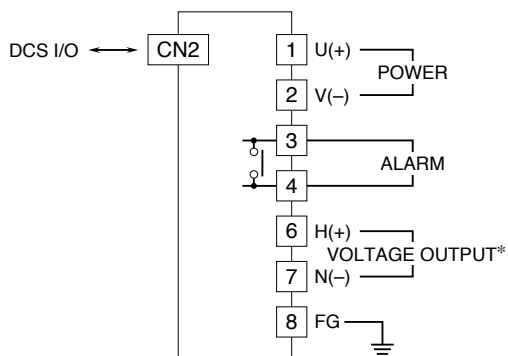 DCS I/O
CN2
1 U(+)
POWER
2 V(–)
3
ALARM
4
6 H(+)
VOLTAGE OUTPUT*
7 N(–)
8 FG